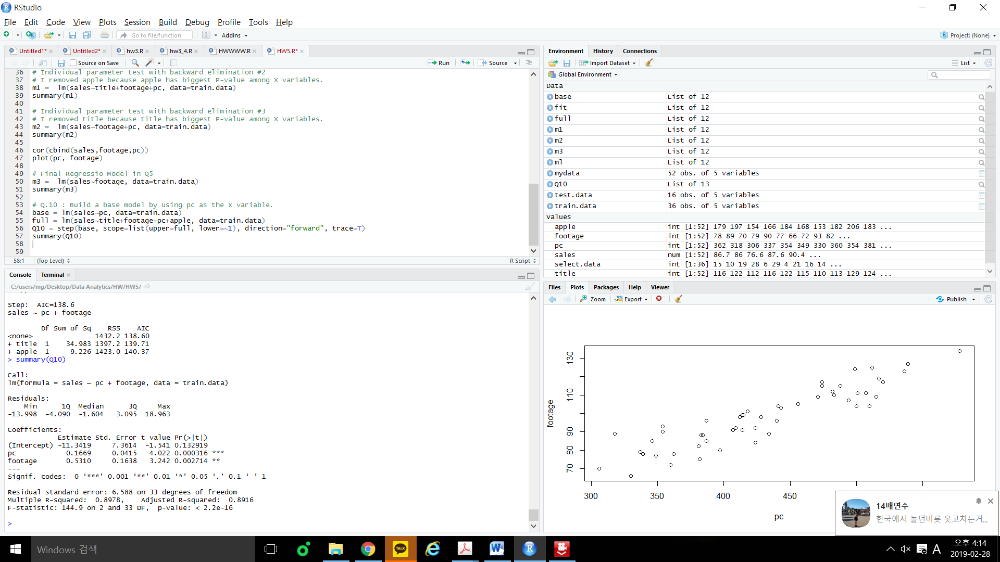 RStudio
File Edit Code View Plots Session Build Debug Profile Tools Help
Go to file/function Addins Project: (None)
Untitled1* Untitled2* hw3.R hw3_4.R HWWWW.R HW5.R*
Source on Save Run Source
36 # Individual parameter test with backward elimination #2
37 # I removed apple because apple has biggest P-value among X variables.
38 m1 =  lm(sales~title+footage+pc, data=train.data)
39 summary(m1)
40
41 # Individual parameter test with backward elimination #3
42 # I removed title because title has biggest P-value among X variables.
43 m2 =  lm(sales~footage+pc, data=train.data)
44 summary(m2)
45
46 cor(cbind(sales,footage,pc))
47 plot(pc, footage)
48
49 # Final Regressio Model in Q5
50 m3 =  lm(sales~footage, data=train.data)
51 summary(m3)
52
53 # Q.10 : Build a base model by using pc as the x variable.
54 base = lm(sales~pc, data=train.data)
55 full = lm(sales~title+footage+pc+apple, data=train.data)
56 Q10 = step(base, scope=list(upper=full, lower=~1), direction="forward", trace=T)
57 summary(Q10)
58
59
58:1 (Top Level) R Script
Console Terminal
C:/users/mg/Desktop/Data Analytics/HW/HW5/
Step:  AIC=138.6
sales ~ pc + footage
Df Sum of Sq    RSS    AIC
<none>              1432.2 138.60
+ title  1    34.983 1397.2 139.71
+ apple  1     9.226 1423.0 140.37
> summary(Q10)
Call:
lm(formula = sales ~ pc + footage, data = train.data)
Residuals:
Min      1Q  Median      3Q     Max
-13.998  -4.090  -1.604   3.095  18.963
Coefficients:
Estimate Std. Error t value Pr(>|t|)
(Intercept) -11.3419     7.3614  -1.541 0.132919
pc            0.1669     0.0415   4.022 0.000316 ***
footage       0.5310     0.1638   3.242 0.002714 **
---
Signif. codes:  0 ‘***’ 0.001 ‘**’ 0.01 ‘*’ 0.05 ‘.’ 0.1 ‘ ’ 1
Residual standard error: 6.588 on 33 degrees of freedom
Multiple R-squared:  0.8978,    Adjusted R-squared:  0.8916
F-statistic: 144.9 on 2 and 33 DF,  p-value: < 2.2e-16
>
Environment History Connections
Import Dataset List
Global Environment
Data
base List of 12
fit List of 12
full List of 12
m1 List of 12
m2 List of 12
m3 List of 12
ml List of 12
mydata 52 obs. of 5 variables
Q10 List of 13
test.data 16 obs. of 5 variables
train.data 36 obs. of 5 variables
Values
apple int [1:52] 179 197 154 166 184 168 153 182 206 183 ...
footage int [1:52] 78 89 70 79 90 77 66 72 93 82 ...
pc int [1:52] 362 318 306 337 354 349 330 360 354 381 ...
sales num [1:52] 86.7 86 76.6 87.6 90.4 ...
select.data int [1:36] 15 10 19 28 6 29 4 21 16 14 ...
title int [1:52] 116 122 112 116 122 115 110 113 129 124 ...
Files Plots Packages Help Viewer
Zoom Export Publish
130
110
90
80
70
footage
300 350 400 450
pc
14배연수
한국에서 놀던버릇 못고치는거...
Windows 검색
TALK
A
오후 4:14
2019-02-28